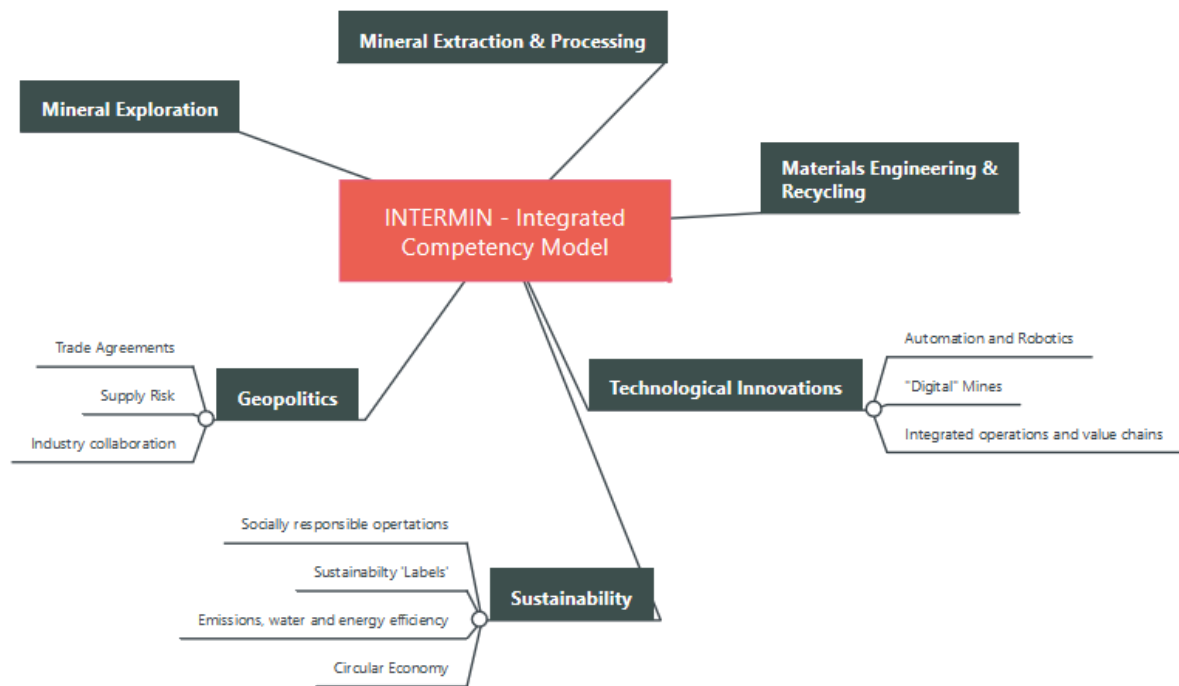 Mineral Extraction & Processing
Mineral Exploration
Materials Engineering &
Recycling
INTERMIN - Integrated
Competency Model
Trade Agreements
Supply Risk
Industry collaboration
Geopolitics
Technological Innovations
Automation and Robotics
"Digital" Mines
Integrated operations and value chains
Socially responsible opertations
Sustainabilty 'Labels'
Emissions, water and energy efficiency
Circular Economy
Sustainability